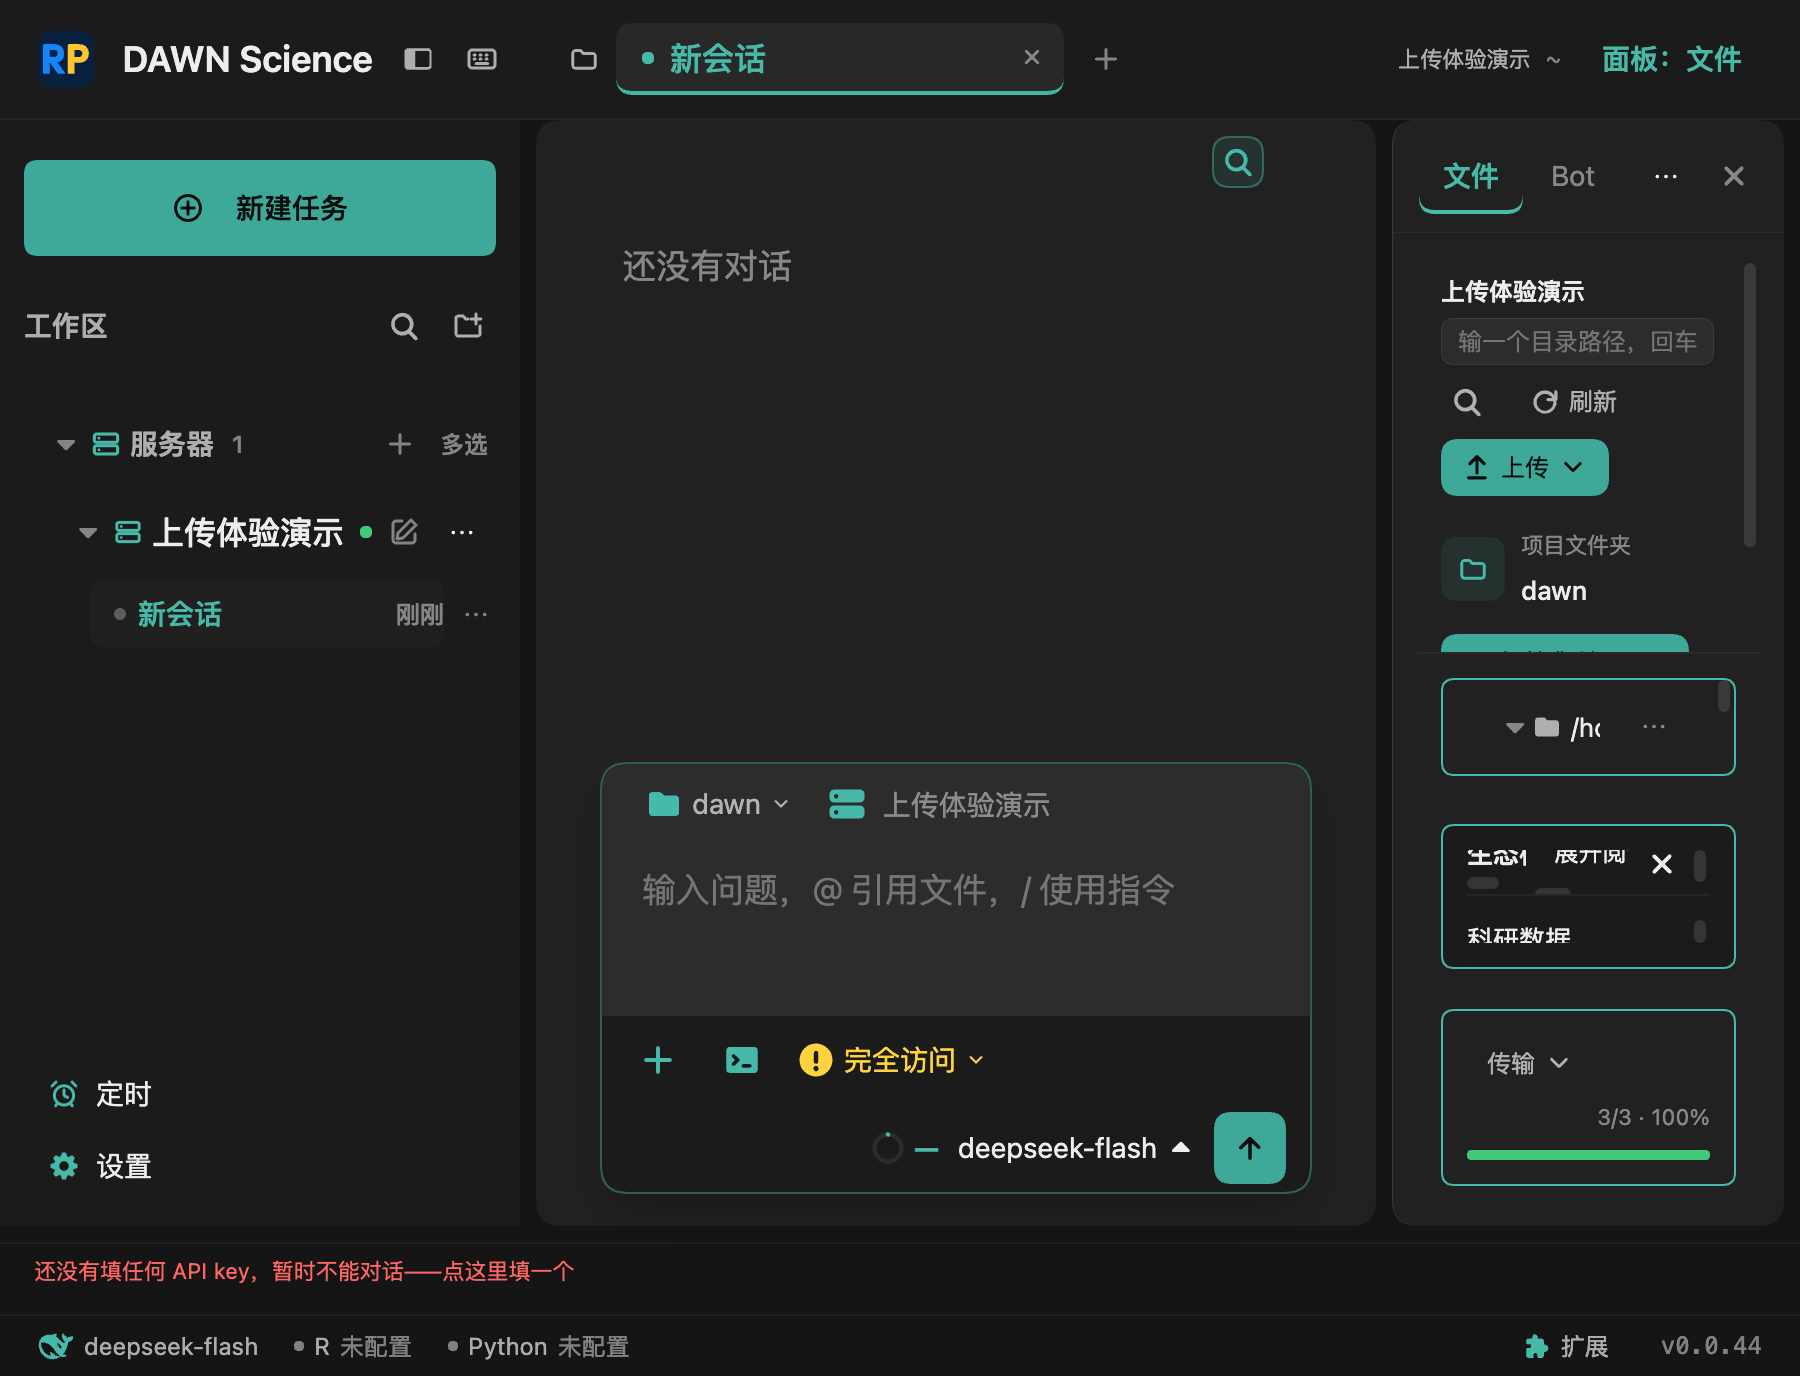 RP DAWN Science
新会话
上传体验演示 ~
面板：文件
新建任务
工作区
服务器 1
多选
上传体验演示
新会话 刚刚
定时
设置
还没有对话
dawn
上传体验演示
输入问题，@ 引用文件，/ 使用指令
完全访问
deepseek-flash
文件 Bot
上传体验演示
输一个目录路径，回车
刷新
上传
项目文件夹
dawn
/hc
展开阅
科研数据
传输
3/3 · 100%
还没有填任何 API key，暂时不能对话——点这里填一个
deepseek-flash
R 未配置
Python 未配置
扩展
v0.0.44